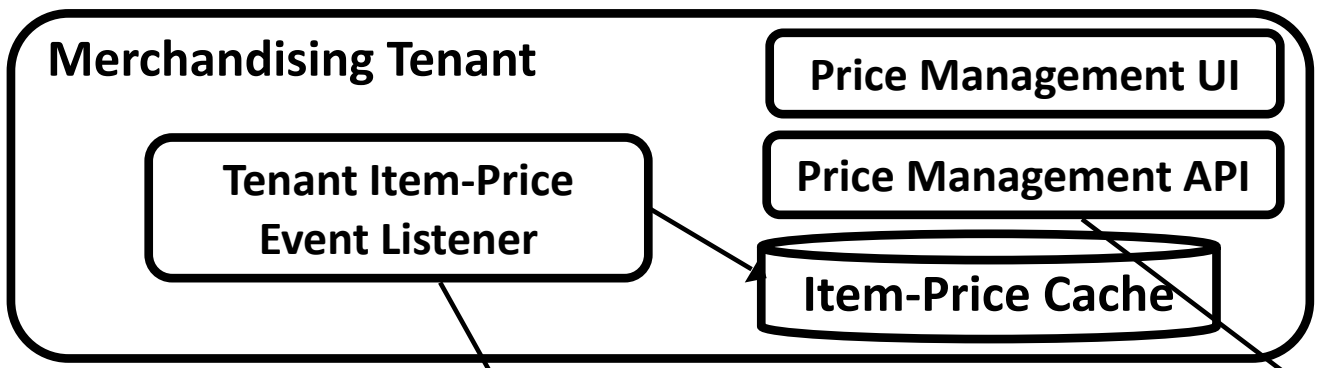 Merchandising Tenant
Price Management UI
Tenant Item-Price
Event Listener
Price Management API
Item-Price Cache